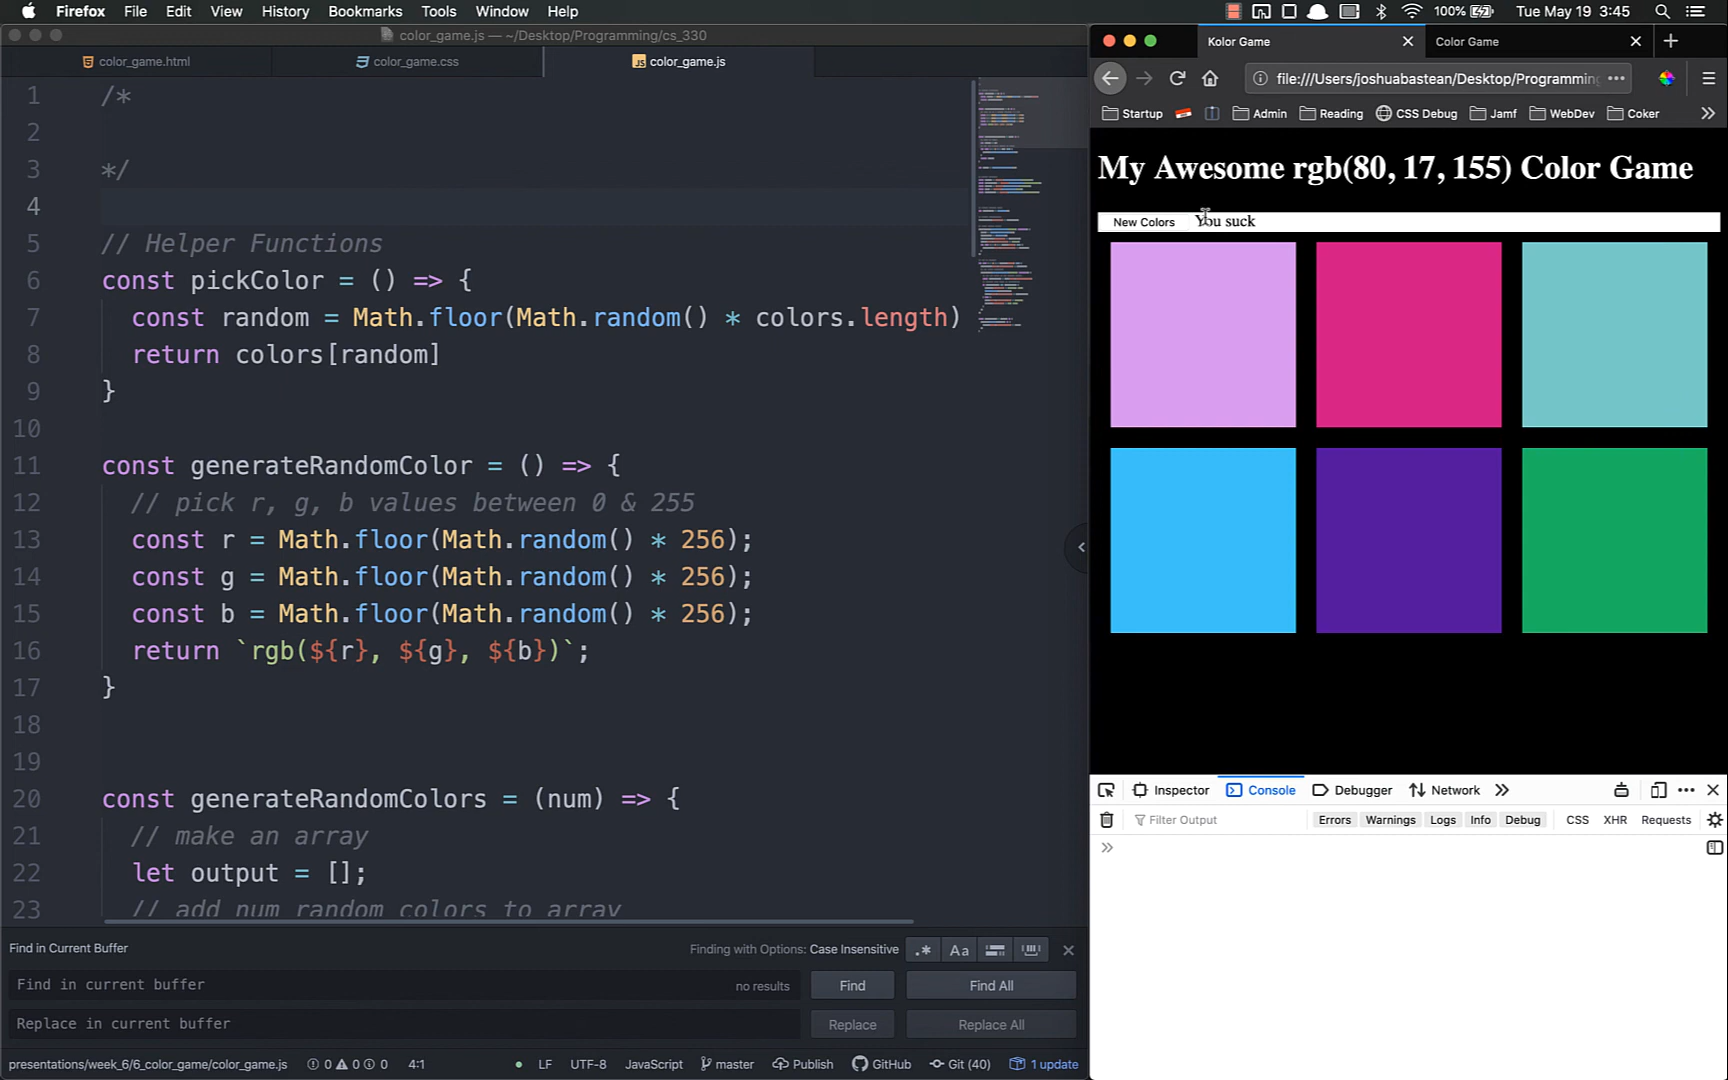 Firefox File Edit View History Bookmarks Tools Window Help 100% Tue May 19 3:45
color_game.js — ~/Desktop/Programming/cs_330
color_game.html color_game.css color_game.js
1 /*
2
3 */
4
5 // Helper Functions
6 const pickColor = () => {
7 const random = Math.floor(Math.random() * colors.length)
8 return colors[random]
9 }
10
11 const generateRandomColor = () => {
12 // pick r, g, b values between 0 & 255
13 const r = Math.floor(Math.random() * 256);
14 const g = Math.floor(Math.random() * 256);
15 const b = Math.floor(Math.random() * 256);
16 return `rgb(${r}, ${g}, ${b})`;
17 }
18
19
20 const generateRandomColors = (num) => {
21 // make an array
22 let output = [];
23 // add num random colors to array
Find in Current Buffer Finding with Options: Case Insensitive .* Aa
Find in current buffer no results Find Find All
Replace in current buffer Replace Replace All
presentations/week_6/6_color_game/color_game.js 0 0 0 4:1 LF UTF-8 JavaScript master Publish GitHub Git (40) 1 update
Kolor Game Color Game
file:///Users/joshuabastean/Desktop/Programmin
Startup Admin Reading CSS Debug Jamf WebDev Coker
My Awesome rgb(80, 17, 155) Color Game
New Colors You suck
Inspector Console Debugger Network
Filter Output Errors Warnings Logs Info Debug CSS XHR Requests